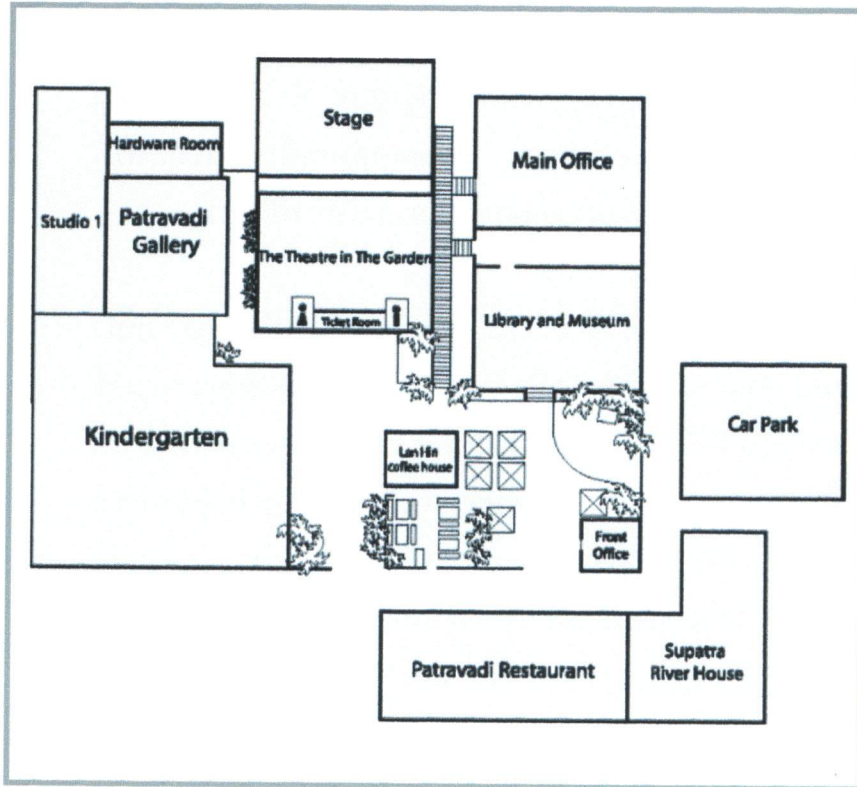 Stage
Hardware Room
Main Office
Studio 1
Patravadi
Gallery
The Theatre in The Garden
Ticket Room
Library and Museum
Kindergarten
Car Park
Lan Hin
coffee house
Front
Office
Patravadi Restaurant
Supatra
River House